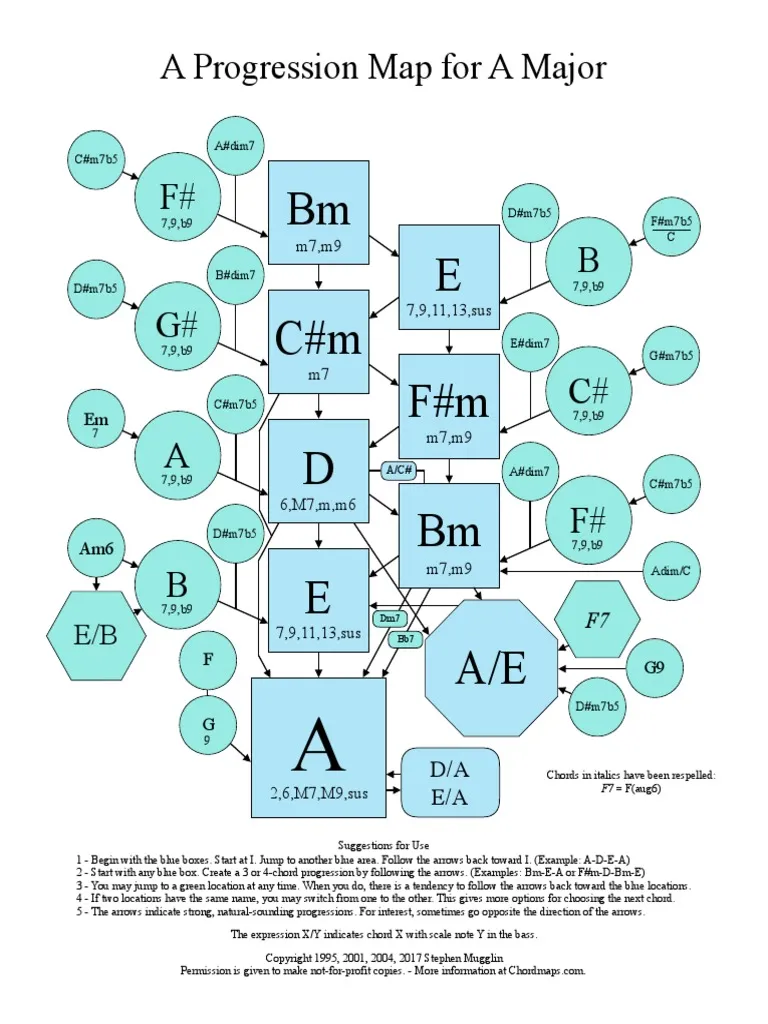 A Progression Map for A Major
A#dim7
C#m7b5
F#
7,9,b9
Bm
m7,m9
D#m7b5
F#m7b5
C
B
7,9,b9
E
7,9,11,13,sus
B#dim7
D#m7b5
G#
7,9,b9
C#m
m7
E#dim7
G#m7b5
C#
7,9,b9
F#m
m7,m9
C#m7b5
Em
7
A
7,9,b9
D
6,M7,m,m6
A/C#
A#dim7
C#m7b5
F#
7,9,b9
Bm
m7,m9
D#m7b5
Am6
B
7,9,b9
E
7,9,11,13,sus
Adim/C
E/B
Dm7
Bb7
F7
A/E
F
G9
G
9
D#m7b5
A
2,6,M7,M9,sus
D/A
E/A
Chords in italics have been respelled:
F7 = F(aug6)
Suggestions for Use
1 - Begin with the blue boxes. Start at I. Jump to another blue area. Follow the arrows back toward I. (Example: A-D-E-A)
2 - Start with any blue box. Create a 3 or 4-chord progression by following the arrows. (Examples: Bm-E-A or F#m-D-Bm-E)
3 - You may jump to a green location at any time. When you do, there is a tendency to follow the arrows back toward the blue locations.
4 - If two locations have the same name, you may switch from one to the other. This gives more options for choosing the next chord.
5 - The arrows indicate strong, natural-sounding progressions. For interest, sometimes go opposite the direction of the arrows.
The expression X/Y indicates chord X with scale note Y in the bass.
Copyright 1995, 2001, 2004, 2017 Stephen Mugglin
Permission is given to make not-for-profit copies. - More information at Chordmaps.com.